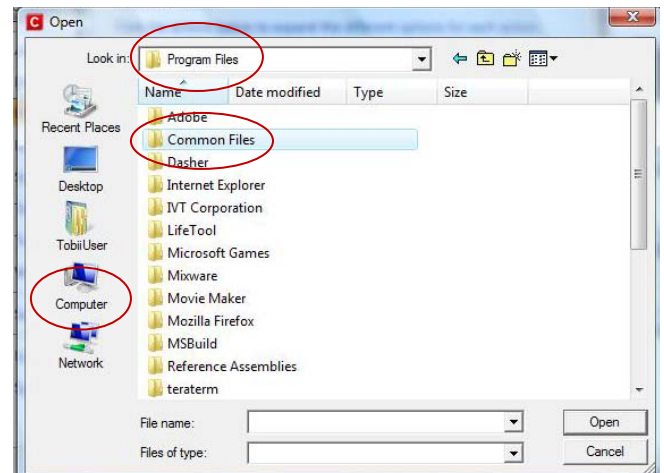 C Open
Look in: Program Files
Name Date modified Type Size
Recent Places
Desktop
TobiiUser
Computer
Network
Adobe
Common Files
Dasher
Internet Explorer
IVT Corporation
LifeTool
Microsoft Games
Mixware
Movie Maker
Mozilla Firefox
MSBuild
Reference Assemblies
teraterm
File name: Open
Files of type: Cancel